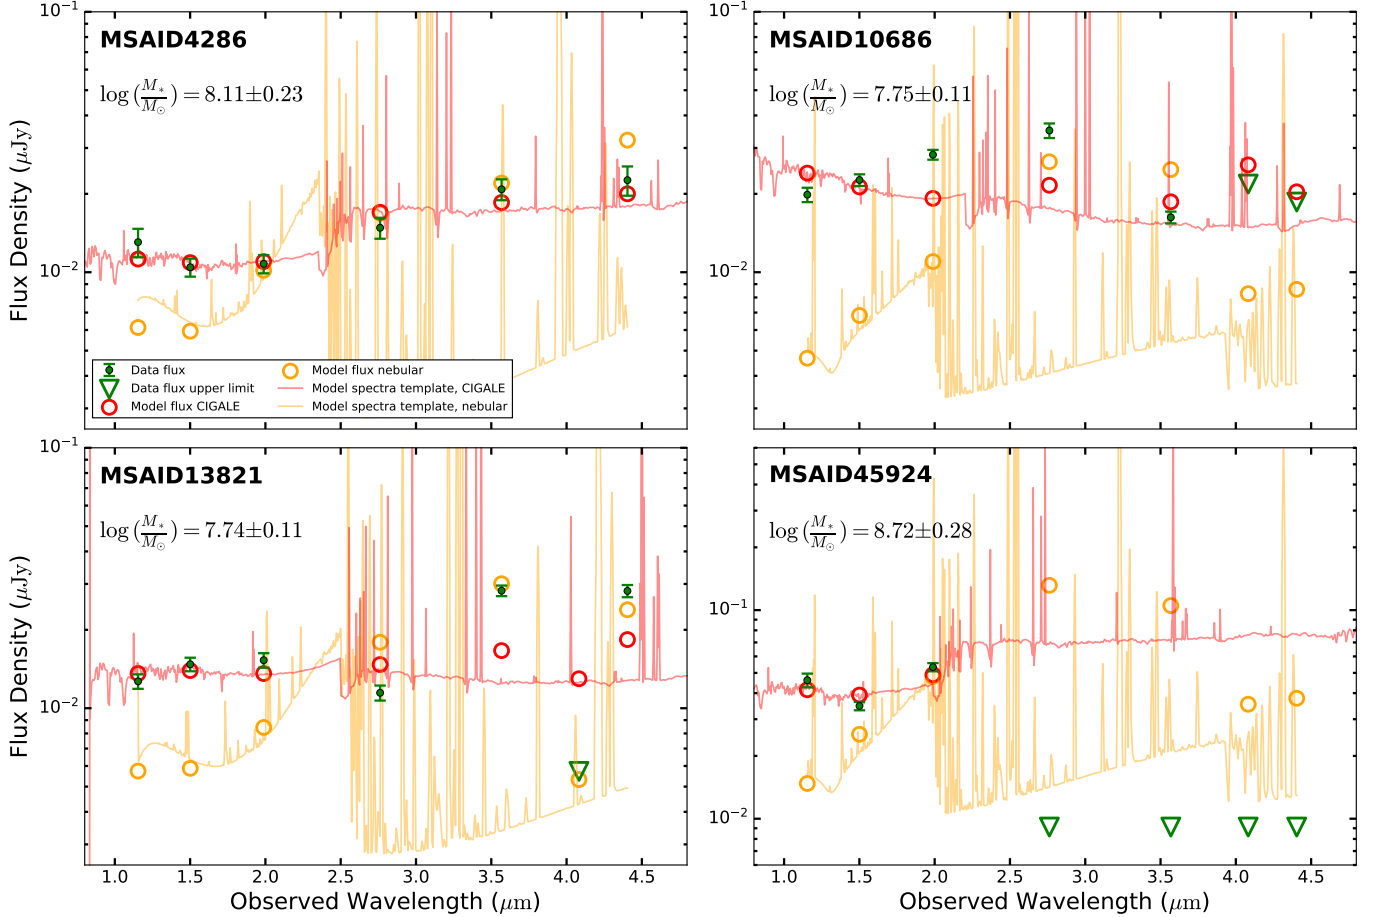 MSAID4286
log (M∗/M⊙) = 8.11±0.23
10⁻¹
10⁻²
Flux Density (μJy)
Data flux
Data flux upper limit
Model flux CIGALE
Model flux nebular
Model spectra template, CIGALE
Model spectra template, nebular
MSAID10686
log (M∗/M⊙) = 7.75±0.11
10⁻¹
10⁻²
MSAID13821
log (M∗/M⊙) = 7.74±0.11
10⁻¹
10⁻²
Flux Density (μJy)
1.0 1.5 2.0 2.5 3.0 3.5 4.0 4.5
Observed Wavelength (μm)
MSAID45924
log (M∗/M⊙) = 8.72±0.28
10⁻¹
10⁻²
1.0 1.5 2.0 2.5 3.0 3.5 4.0 4.5
Observed Wavelength (μm)